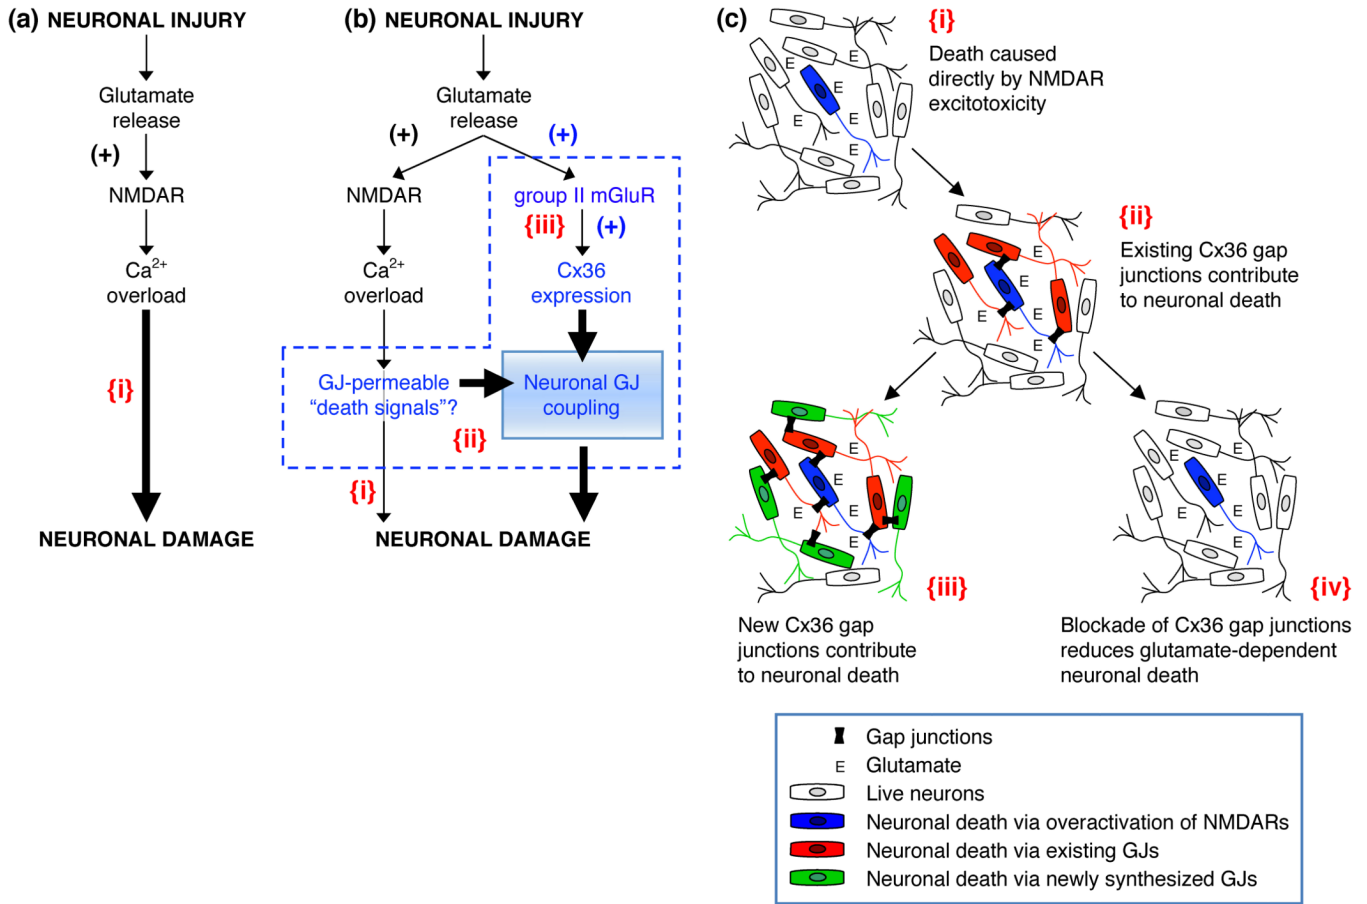 (a) NEURONAL INJURY
Glutamate
release
(+)
NMDAR
Ca2+
overload
{i}
NEURONAL DAMAGE
(b) NEURONAL INJURY
Glutamate
release
(+)
(+)
NMDAR
group II mGluR
{iii}
(+)
Ca2+
overload
Cx36
expression
GJ-permeable
“death signals”?
Neuronal GJ
coupling
{ii}
{i}
NEURONAL DAMAGE
(c)
{i}
Death caused
directly by NMDAR
excitotoxicity
E
E
E
E
E
E
{ii}
Existing Cx36 gap
junctions contribute
to neuronal death
E
E
E
E
E
{iii}
New Cx36 gap
junctions contribute
to neuronal death
E
E
E
E
E
{iv}
Blockade of Cx36 gap junctions
reduces glutamate-dependent
neuronal death
E
E
E
E
E
E
Gap junctions
E Glutamate
Live neurons
Neuronal death via overactivation of NMDARs
Neuronal death via existing GJs
Neuronal death via newly synthesized GJs